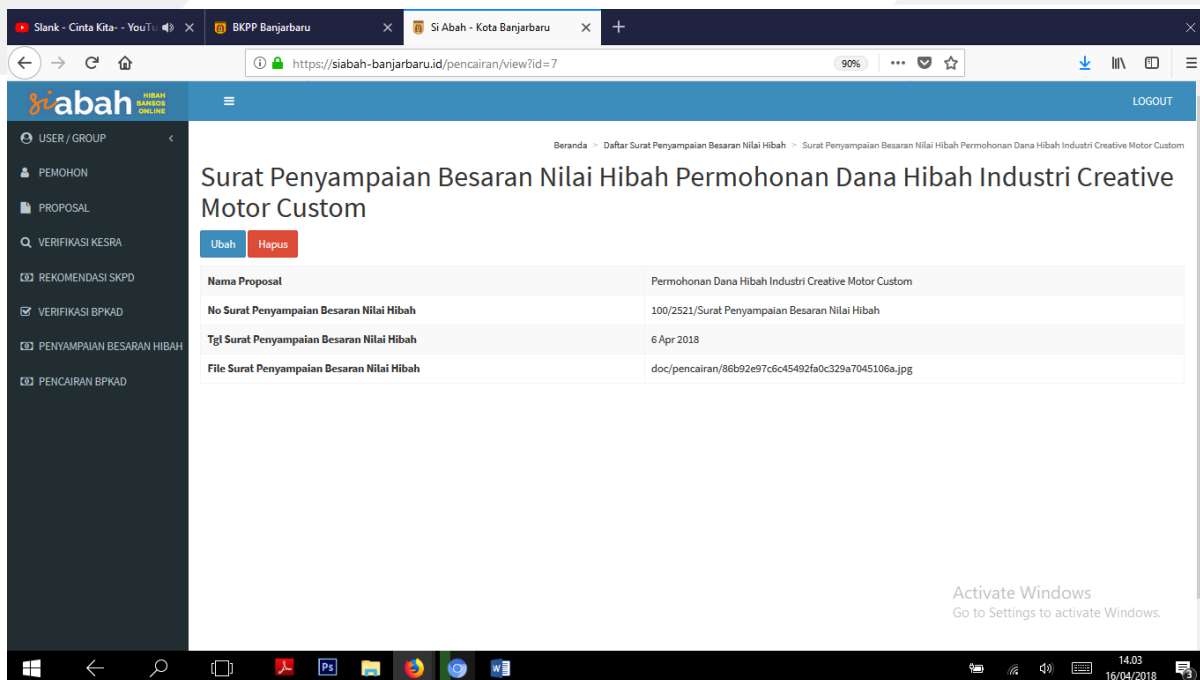 Slank - Cinta Kita- - YouTu
BKPP Banjarbaru
Si Abah - Kota Banjarbaru
https://siabah-banjarbaru.id/pencairan/view?id=7
90%
siabah HIBAH BANSOS ONLINE
LOGOUT
USER / GROUP
PEMOHON
PROPOSAL
VERIFIKASI KESRA
REKOMENDASI SKPD
VERIFIKASI BPKAD
PENYAMPAIAN BESARAN HIBAH
PENCAIRAN BPKAD
Beranda > Daftar Surat Penyampaian Besaran Nilai Hibah > Surat Penyampaian Besaran Nilai Hibah Permohonan Dana Hibah Industri Creative Motor Custom
Surat Penyampaian Besaran Nilai Hibah Permohonan Dana Hibah Industri Creative
Motor Custom
Ubah Hapus
Nama Proposal Permohonan Dana Hibah Industri Creative Motor Custom
No Surat Penyampaian Besaran Nilai Hibah 100/2521/Surat Penyampaian Besaran Nilai Hibah
Tgl Surat Penyampaian Besaran Nilai Hibah 6 Apr 2018
File Surat Penyampaian Besaran Nilai Hibah doc/pencairan/86b92e97c6c45492fa0c329a7045106a.jpg
Activate Windows
Go to Settings to activate Windows.
Ps
W
14.03
16/04/2018
3